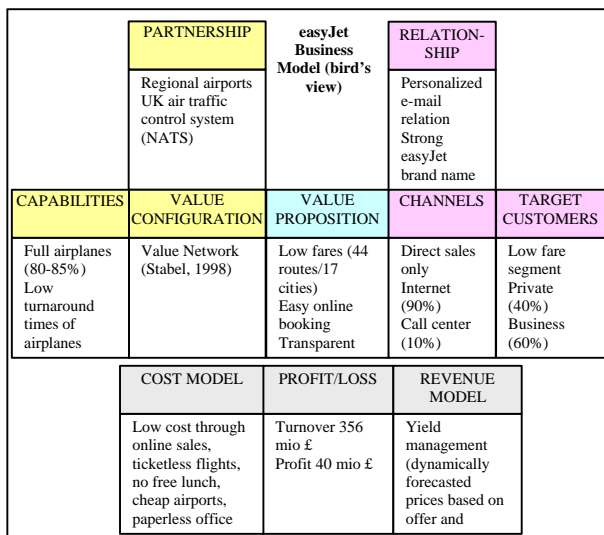 PARTNERSHIP
Regional airports
UK air traffic
control system
(NATS)
easyJet
Business
Model (bird's
view)
RELATION-
SHIP
Personalized
e-mail
relation
Strong
easyJet
brand name
CAPABILITIES
Full airplanes
(80-85%)
Low
turnaround
times of
airplanes
VALUE
CONFIGURATION
Value Network
(Stabel, 1998)
VALUE
PROPOSITION
Low fares (44
routes/17
cities)
Easy online
booking
Transparent
CHANNELS
Direct sales
only
Internet
(90%)
Call center
(10%)
TARGET
CUSTOMERS
Low fare
segment
Private
(40%)
Business
(60%)
COST MODEL
Low cost through
online sales,
ticketless flights,
no free lunch,
cheap airports,
paperless office
PROFIT/LOSS
Turnover 356
mio £
Profit 40 mio £
REVENUE
MODEL
Yield
management
(dynamically
forecasted
prices based on
offer and